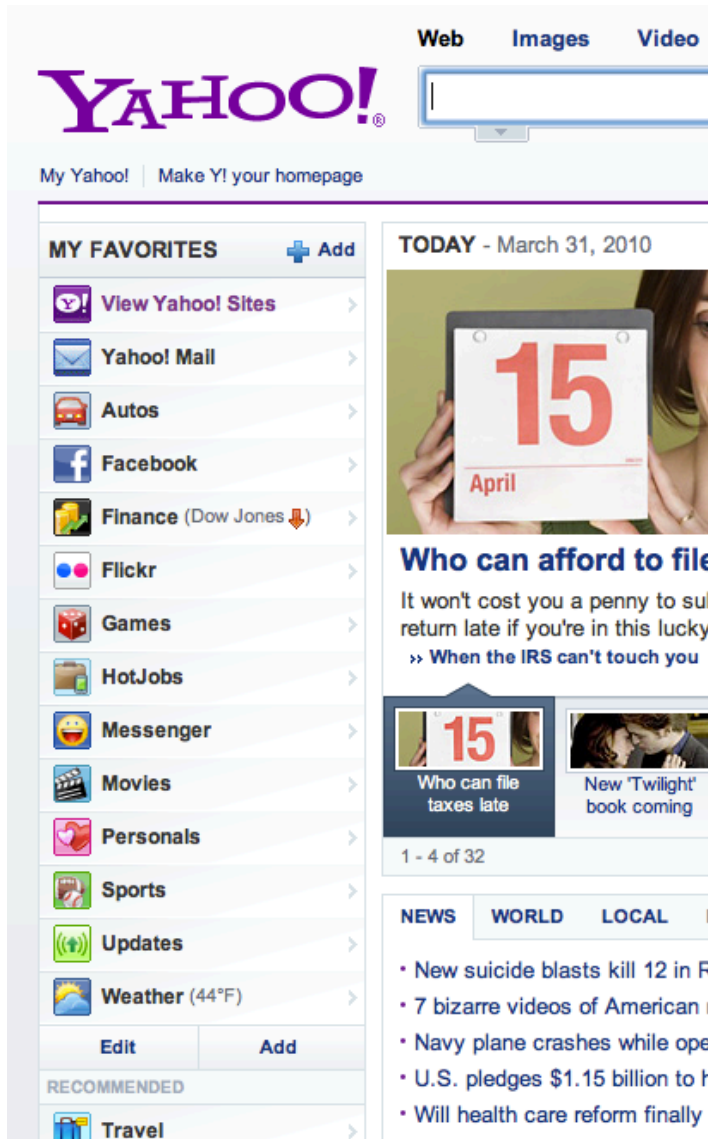 Web Images Video
YAHOO!®
My Yahoo! Make Y! your homepage
MY FAVORITES Add
View Yahoo! Sites
Yahoo! Mail
Autos
Facebook
Finance (Dow Jones )
Flickr
Games
HotJobs
Messenger
Movies
Personals
Sports
Updates
Weather (44°F)
Edit Add
RECOMMENDED
Travel
TODAY - March 31, 2010
15
April
Who can afford to file
It won't cost you a penny to
return late if you're in this lucky
›› When the IRS can't touch you
15
Who can file
taxes late
New 'Twilight'
book coming
1 - 4 of 32
NEWS WORLD LOCAL
• New suicide blasts kill 12 in
• 7 bizarre videos of American
• Navy plane crashes while
• U.S. pledges $1.15 billion to
• Will health care reform finally